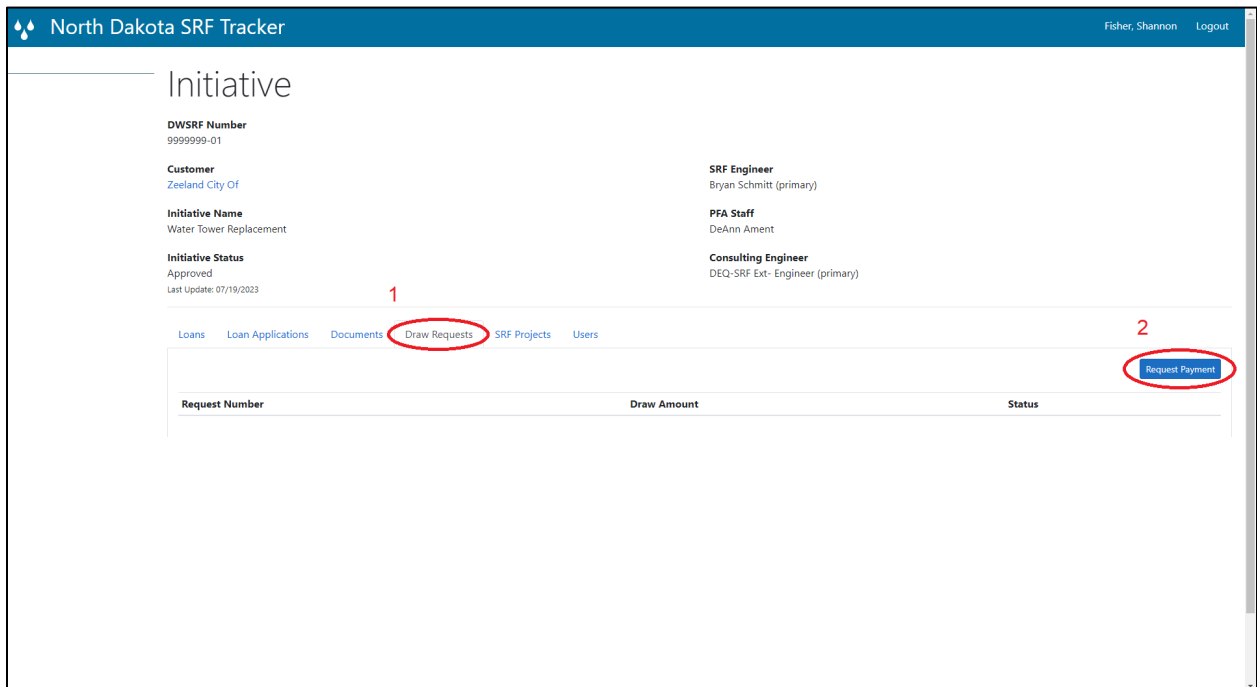 North Dakota SRF Tracker
Fisher, Shannon Logout
Initiative
DWSRF Number
9999999-01
Customer
Zeeland City Of
SRF Engineer
Bryan Schmitt (primary)
Initiative Name
Water Tower Replacement
PFA Staff
DeAnn Ament
Initiative Status
Approved
Last Update: 07/19/2023
Consulting Engineer
DEQ-SRF Ext- Engineer (primary)
1
Loans Loan Applications Documents Draw Requests SRF Projects Users
2
Request Payment
Request Number Draw Amount Status